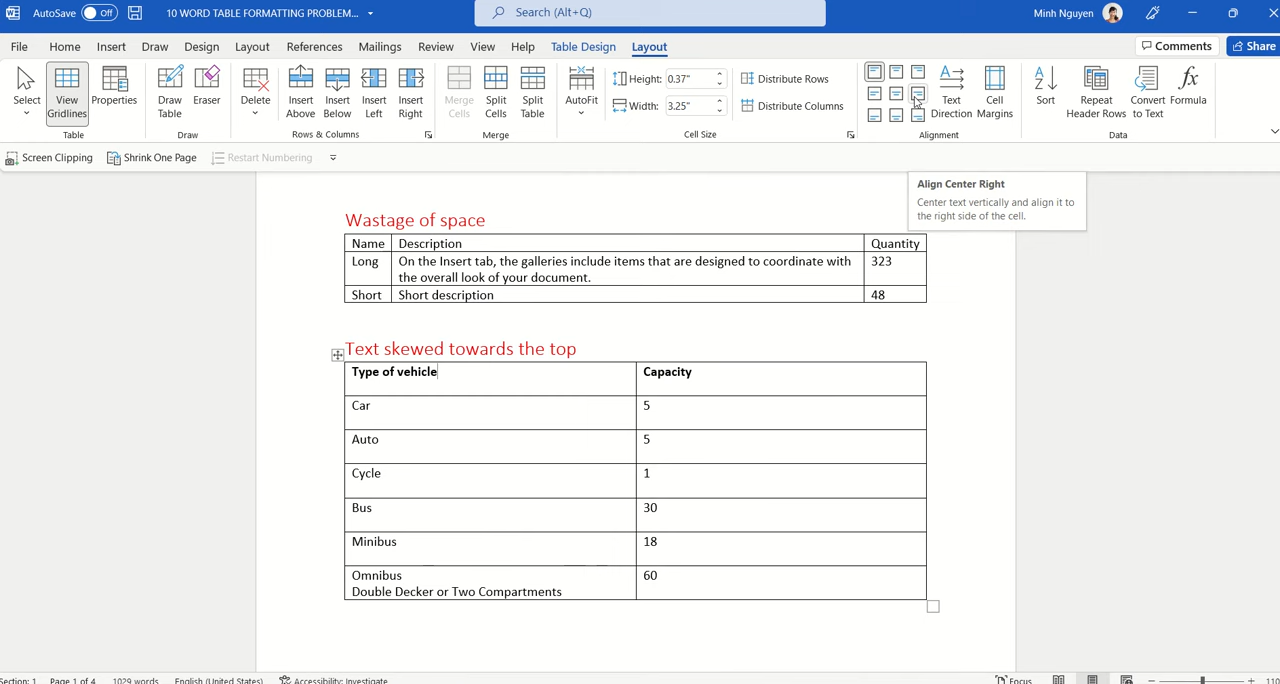 AutoSave Off 10 WORD TABLE FORMATTING PROBLEM... Search (Alt+Q) Minh Nguyen
File Home Insert Draw Design Layout References Mailings Review View Help Table Design Layout Comments Share
Select View Gridlines Properties Draw Table Eraser Delete Insert Above Insert Below Insert Left Insert Right Merge Cells Split Cells Split Table AutoFit Height: 0.37" Width: 3.25" Distribute Rows Distribute Columns Text Direction Cell Margins Sort Repeat Header Rows Convert to Text Formula
Table Draw Rows & Columns Merge Cell Size Alignment Data
Screen Clipping Shrink One Page Restart Numbering
Align Center Right
Center text vertically and align it to
the right side of the cell.
Wastage of space
Name Description Quantity
Long On the Insert tab, the galleries include items that are designed to coordinate with 323
the overall look of your document.
Short Short description 48
Text skewed towards the top
Type of vehicle Capacity
Car 5
Auto 5
Cycle 1
Bus 30
Minibus 18
Omnibus 60
Double Decker or Two Compartments
Section: 1 Page 1 of 4 1029 words English (United States) Accessibility: Investigate Focus 110